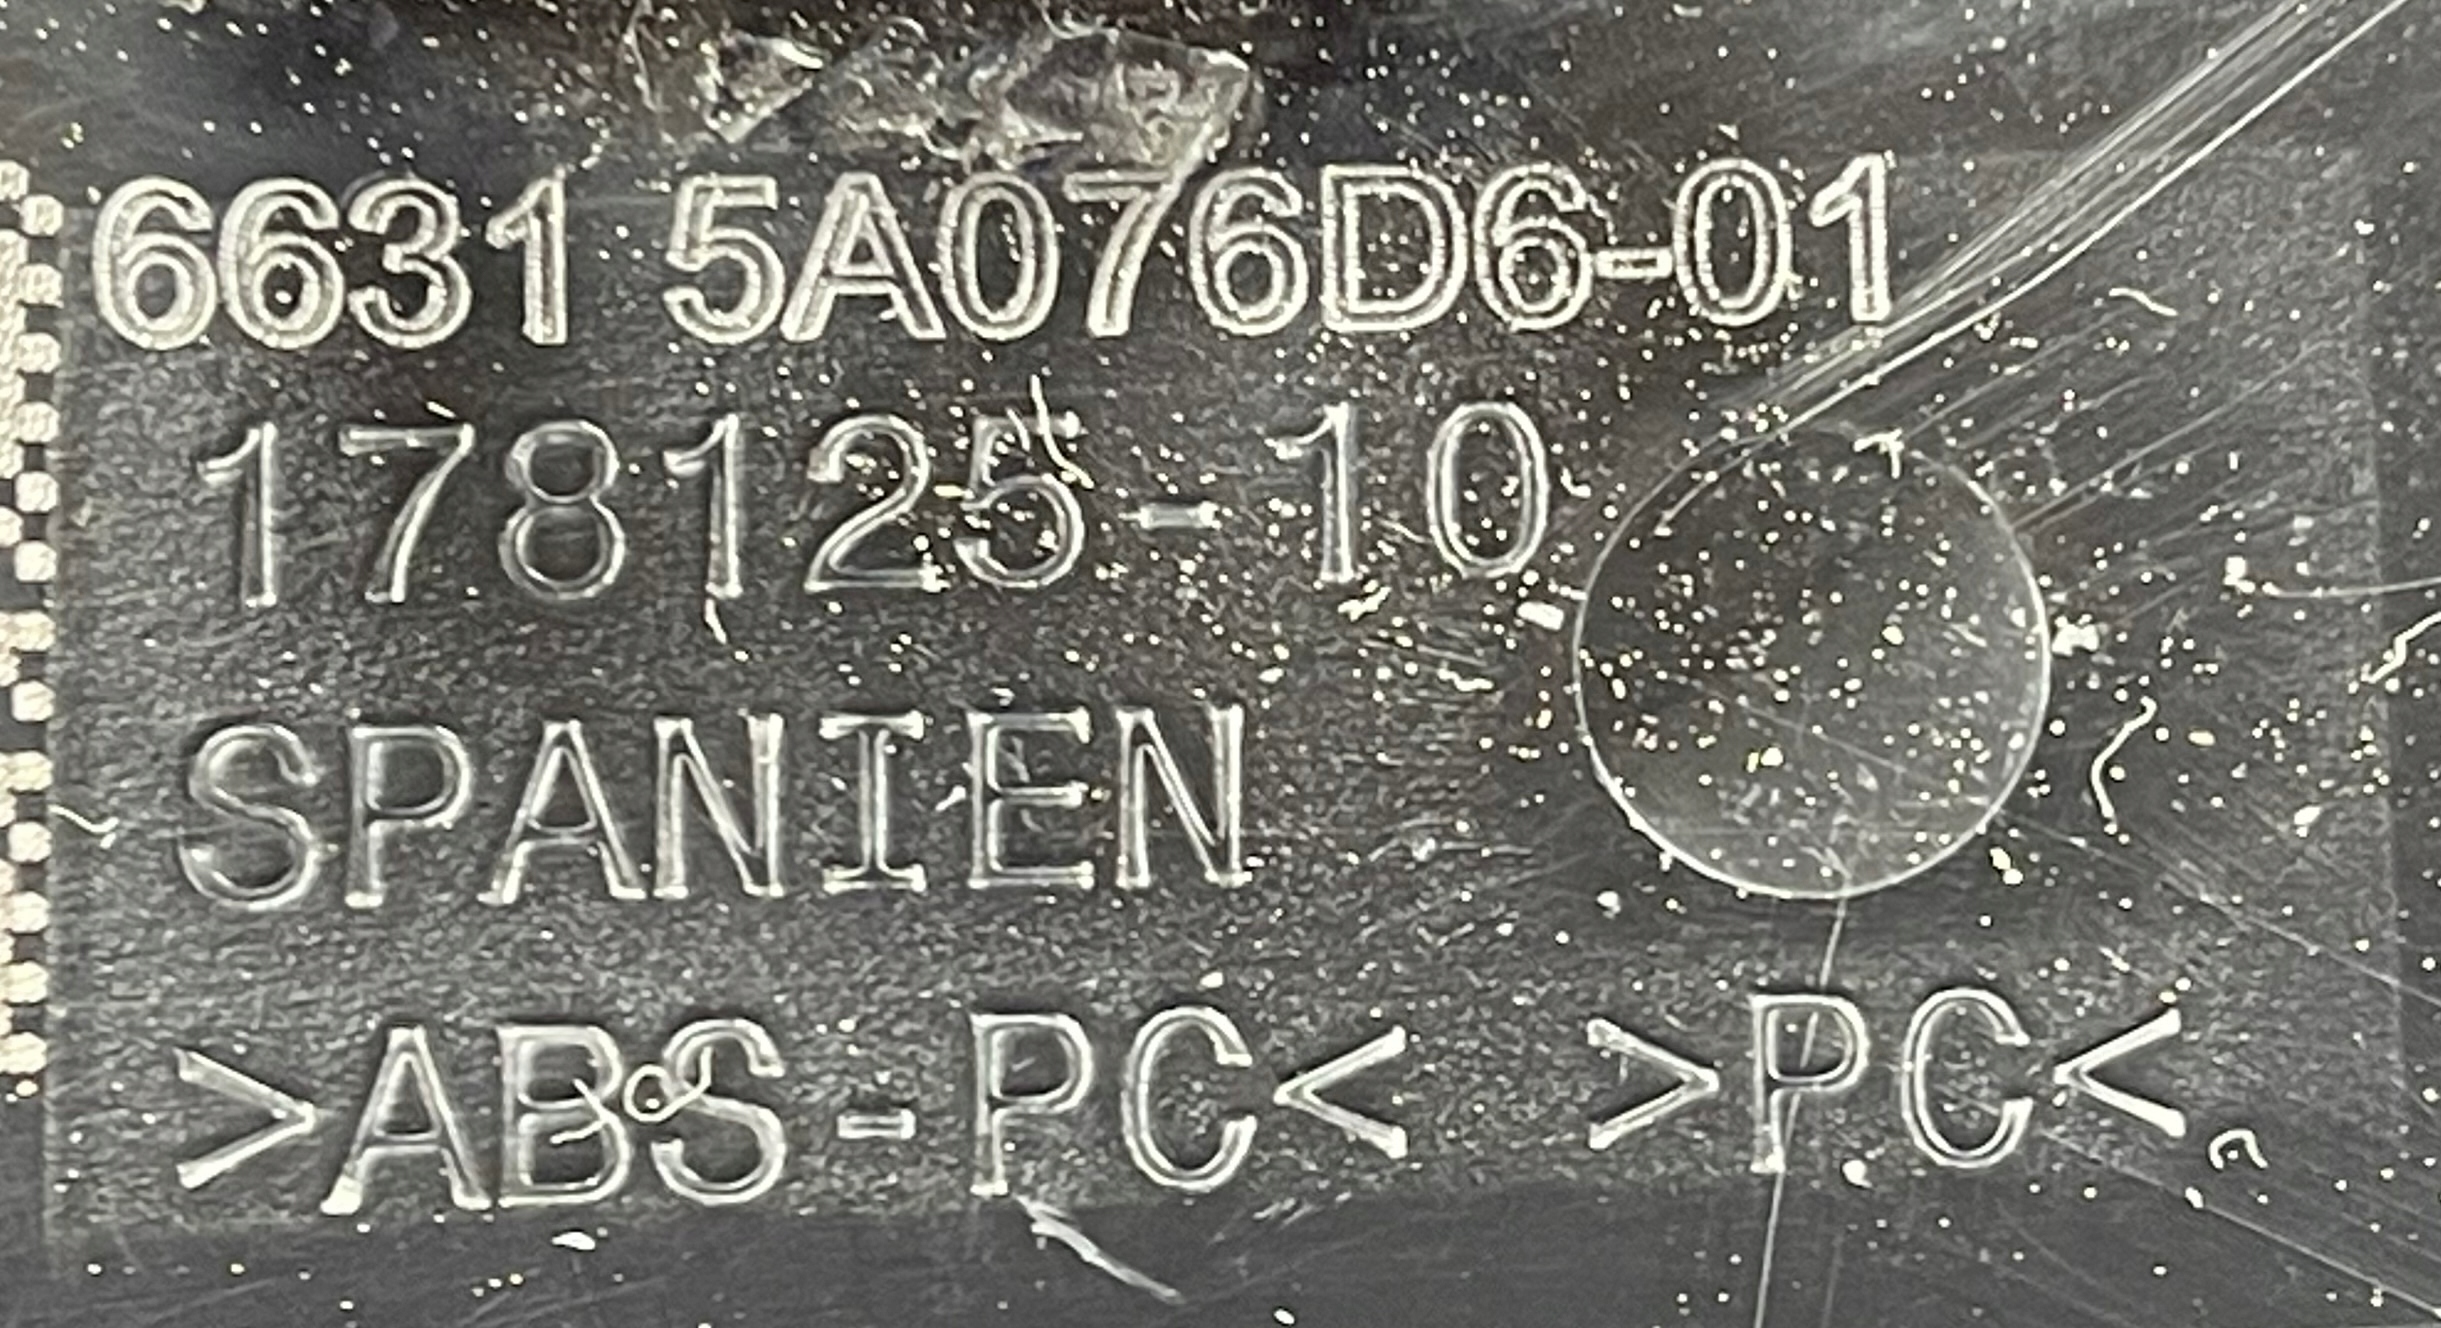 6631 5A076D6-01
178125-10
SPANIEN
>ABS-PC< >PC<